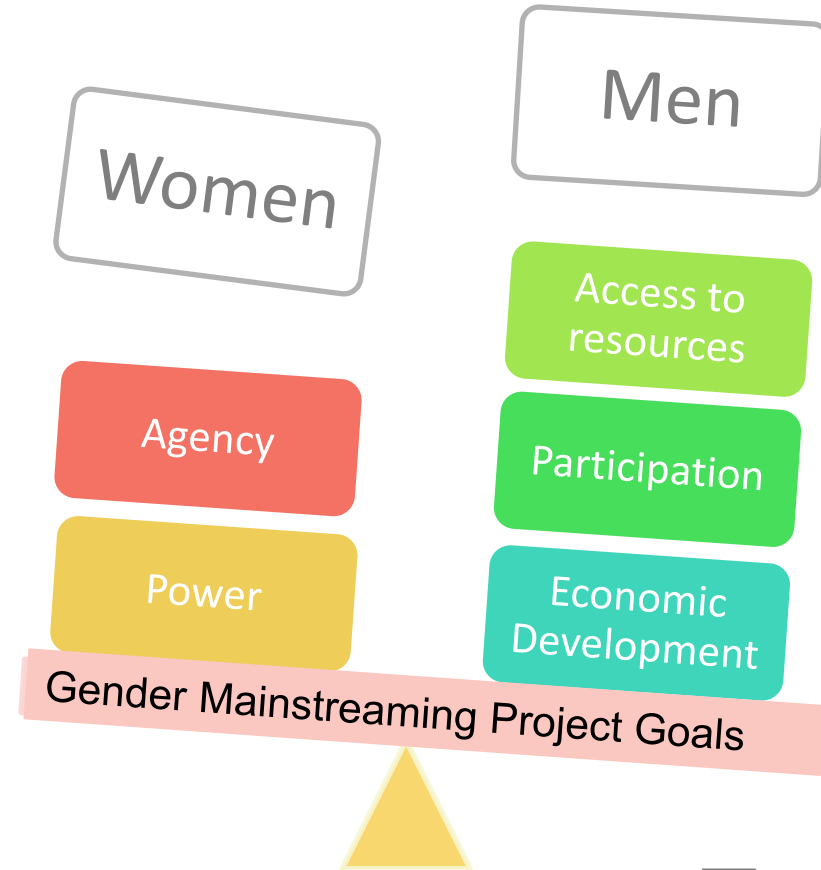 Women
Men
Agency
Power
Access to
resources
Participation
Economic
Development
Gender Mainstreaming Project Goals